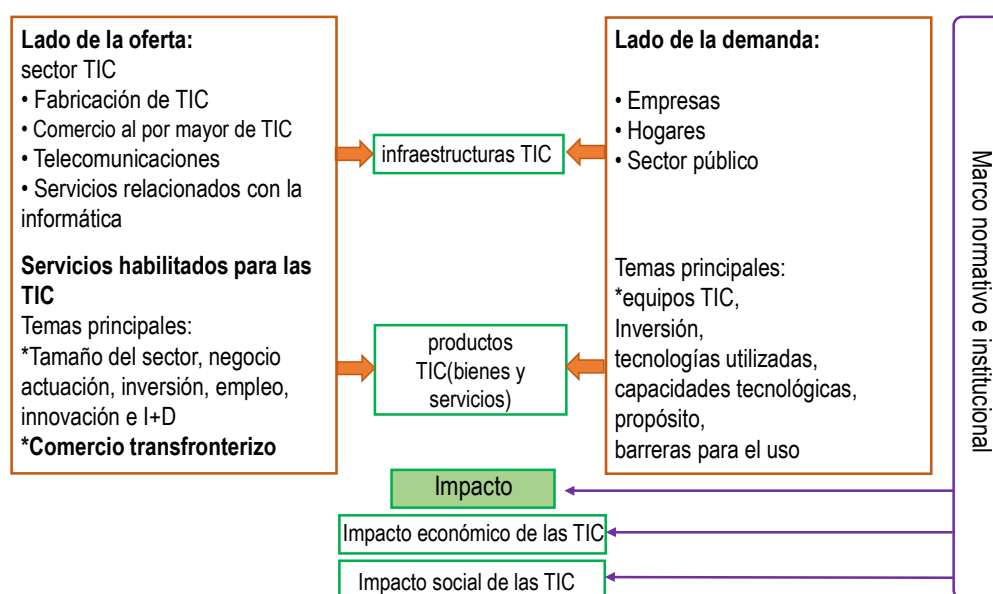 Lado de la oferta:
sector TIC
• Fabricación de TIC
• Comercio al por mayor de TIC
• Telecomunicaciones
• Servicios relacionados con la
informática
Servicios habilitados para las
TIC
Temas principales:
*Tamaño del sector, negocio
actuación, inversión, empleo,
innovación e I+D
*Comercio transfronterizo
infraestructuras TIC
productos
TIC(bienes y
servicios)
Lado de la demanda:
• Empresas
• Hogares
• Sector público
Temas principales:
*equipos TIC,
Inversión,
tecnologías utilizadas,
capacidades tecnológicas,
propósito,
barreras para el uso
Impacto
Impacto económico de las TIC
Impacto social de las TIC
Marco normativo e institucional